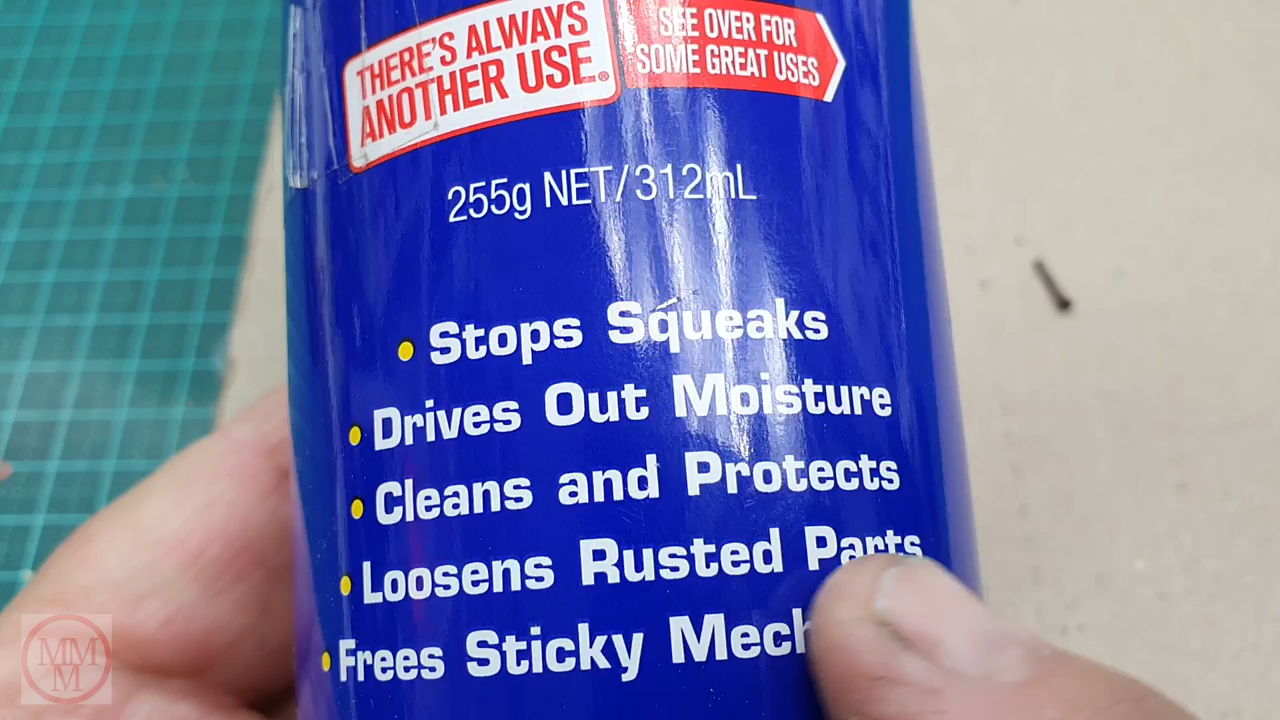 THERE'S ALWAYS
ANOTHER USE.®
SEE OVER FOR
SOME GREAT USES
255g NET/312mL
• Stops Squeaks
• Drives Out Moisture
• Cleans and Protects
• Loosens Rusted Parts
• Frees Sticky Mech
MM
M